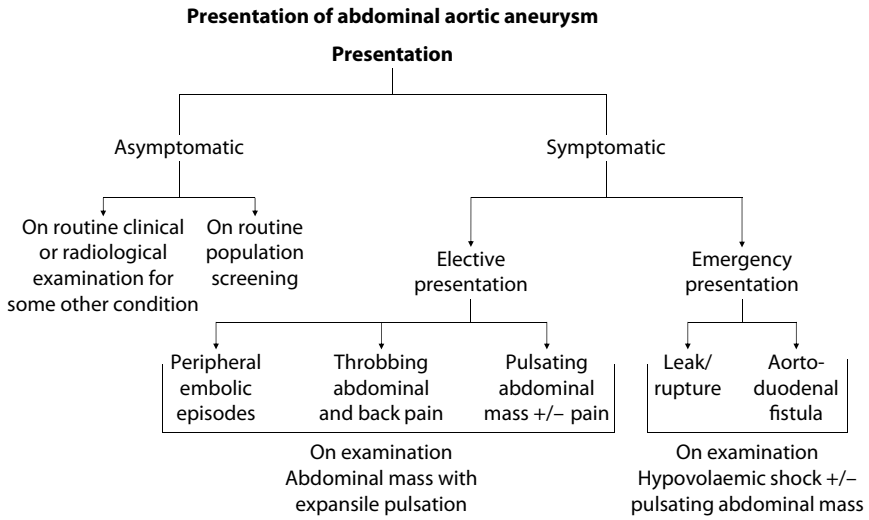 Presentation of abdominal aortic aneurysm
Presentation
Asymptomatic
Symptomatic
On routine clinical
or radiological
examination for
some other condition
On routine
population
screening
Elective
presentation
Emergency
presentation
Peripheral
embolic
episodes
Throbbing
abdominal
and back pain
Pulsating
abdominal
mass +/– pain
Leak/
rupture
Aorto-
duodenal
fistula
On examination
Abdominal mass with
expansile pulsation
On examination
Hypovolaemic shock +/–
pulsating abdominal mass